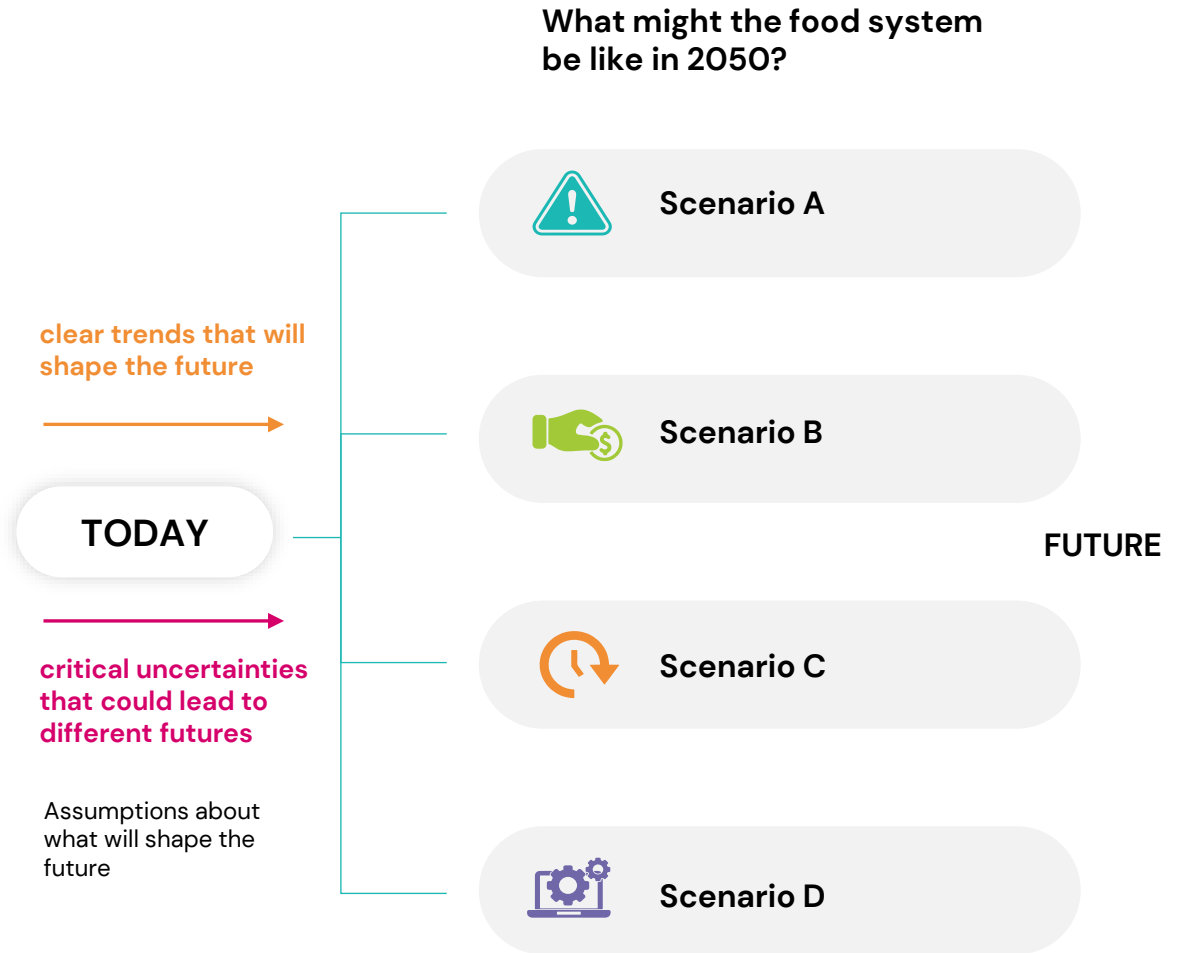 What might the food system
be like in 2050?
Scenario A
clear trends that will
shape the future
Scenario B
TODAY
FUTURE
critical uncertainties
that could lead to
different futures
Scenario C
Assumptions about
what will shape the
future
Scenario D